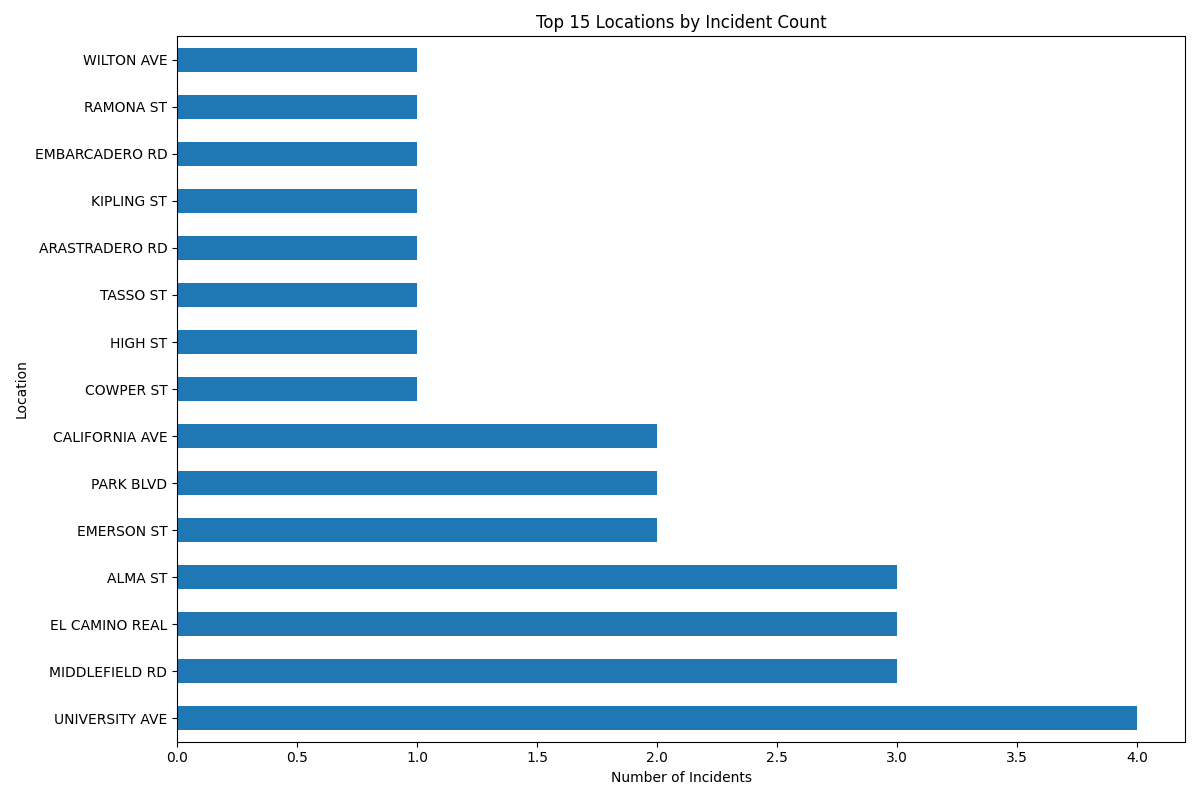 Top 15 Locations by Incident Count
WILTON AVE
RAMONA ST
EMBARCADERO RD
KIPLING ST
ARASTRADERO RD
TASSO ST
HIGH ST
COWPER ST
CALIFORNIA AVE
PARK BLVD
EMERSON ST
ALMA ST
EL CAMINO REAL
MIDDLEFIELD RD
UNIVERSITY AVE
Location
0.0 0.5 1.0 1.5 2.0 2.5 3.0 3.5 4.0
Number of Incidents